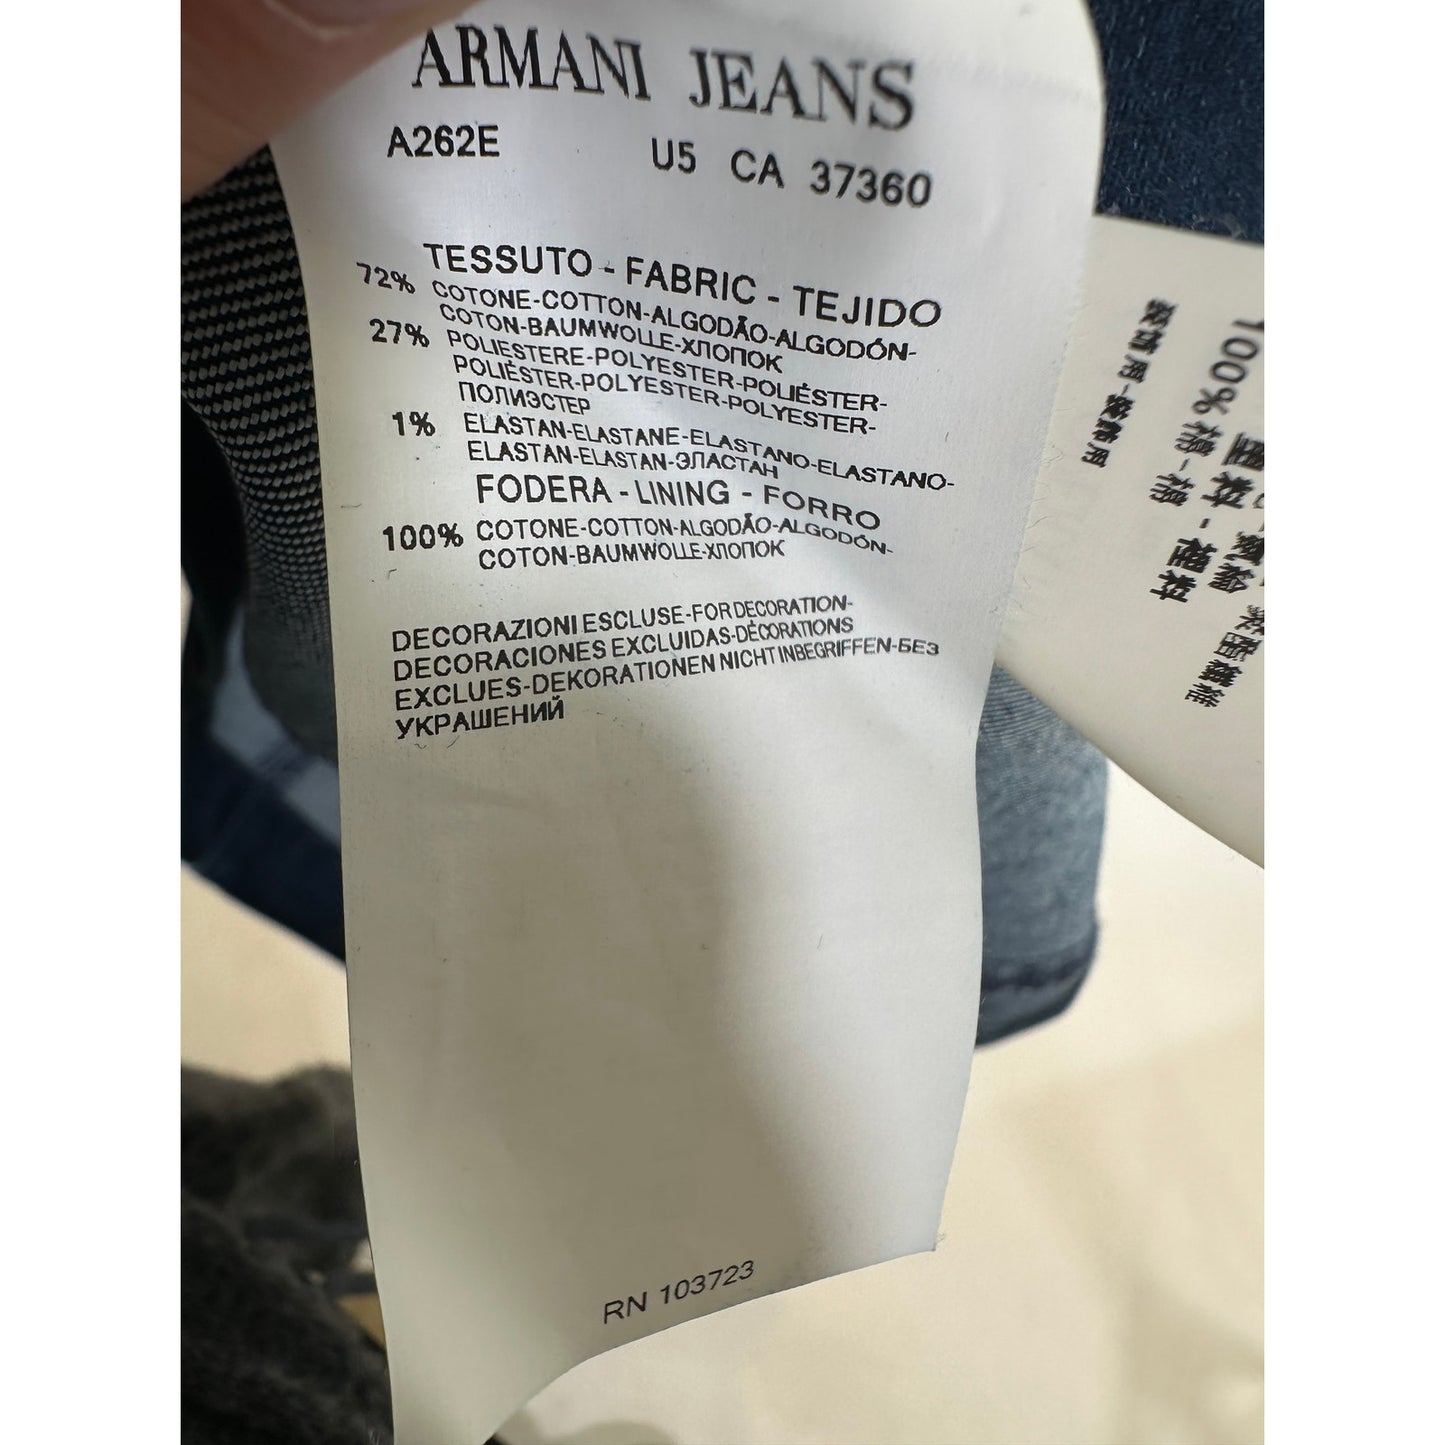 ARMANI JEANS
A262E U5 CA 37360
TESSUTO - FABRIC - TEJIDO
72% COTONE-COTTON-ALGODÃO-ALGODÓN-
COTON-BAUMWOLLE-ХЛОПОК
27% POLIESTERE-POLYESTER-POLIÉSTER-
POLIÉSTER-POLYESTER-POLYESTER-
ПОЛИЭСТЕР
1% ELASTAN-ELASTANE-ELASTANO-ELASTANO-
ELASTAN-ELASTAN-ЭЛАСТАН
FODERA - LINING - FORRO
100% COTONE-COTTON-ALGODÃO-ALGODÓN-
COTON-BAUMWOLLE-ХЛОПОК
DECORAZIONI ESCLUSE-FOR DECORATION-
DECORACIONES EXCLUIDAS-DÉCORATIONS
EXCLUES-DEKORATIONEN NICHT INBEGRIFFEN-БЕЗ
УКРАШЕНИЙ
RN 103723
100% 棉-棉